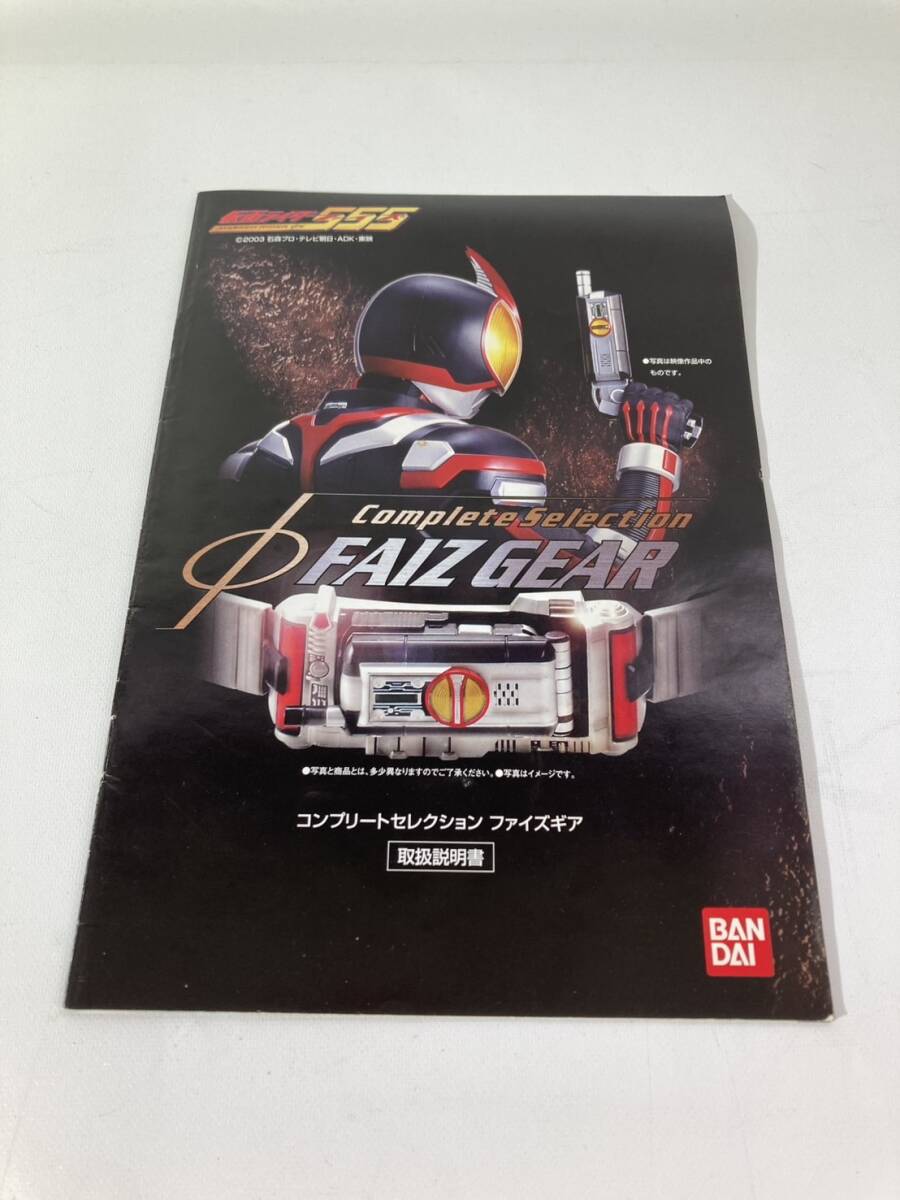 仮面ライダー555
©2003 石森プロ・テレビ朝日・ADK・東映
●写真は映像作品中の
ものです。
Complete Selection
FAIZ GEAR
●写真と商品とは、多少異なりますのでご了承ください。●写真はイメージです。
コンプリートセレクション ファイズギア
取扱説明書
BAN
DAI